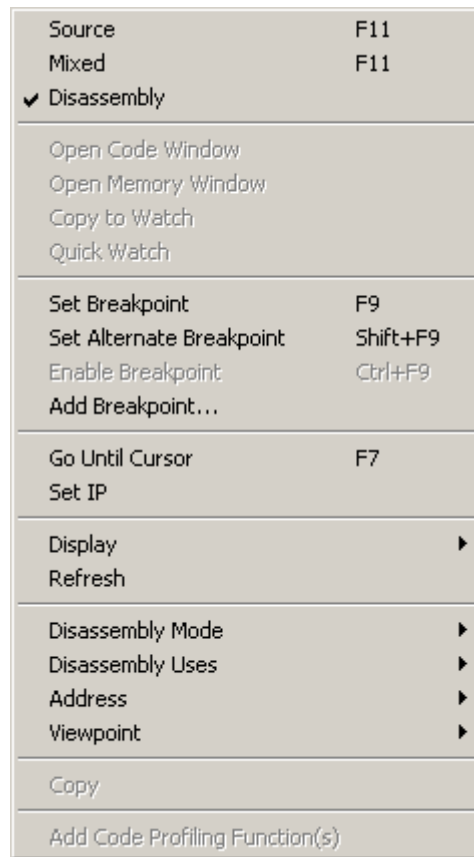 Source F11
Mixed F11
Disassembly
Open Code Window
Open Memory Window
Copy to Watch
Quick Watch
Set Breakpoint F9
Set Alternate Breakpoint Shift+F9
Enable Breakpoint Ctrl+F9
Add Breakpoint...
Go Until Cursor F7
Set IP
Display
Refresh
Disassembly Mode
Disassembly Uses
Address
Viewpoint
Copy
Add Code Profiling Function(s)